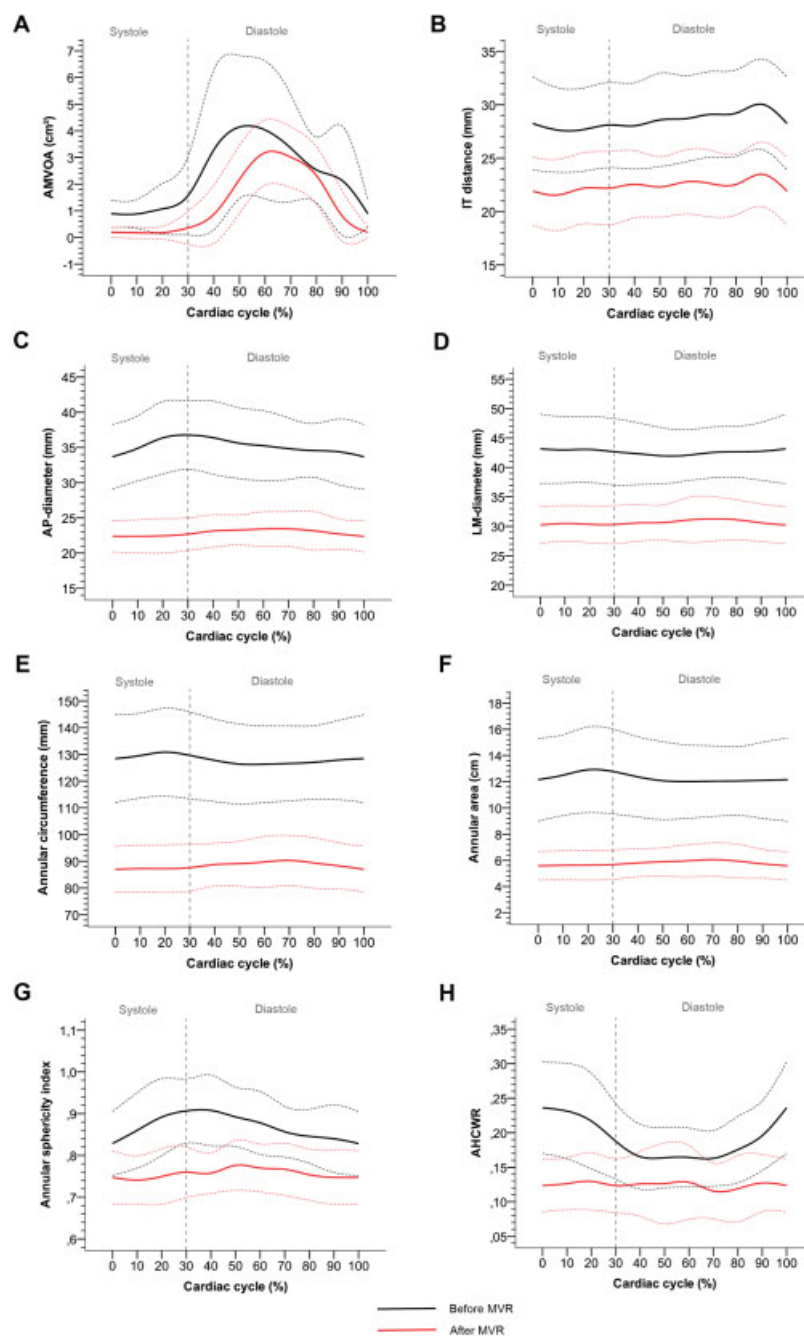 A
Systole Diastole
7
6
5
4
3
2
1
0
-1
AMVOA (cm²)
0 10 20 30 40 50 60 70 80 90 100
Cardiac cycle (%)
B
Systole Diastole
35
30
25
20
15
IT distance (mm)
0 10 20 30 40 50 60 70 80 90 100
Cardiac cycle (%)
C
Systole Diastole
45
40
35
30
25
20
15
AP-diameter (mm)
0 10 20 30 40 50 60 70 80 90 100
Cardiac cycle (%)
D
Systole Diastole
55
50
45
40
35
30
25
20
LM-diameter (mm)
0 10 20 30 40 50 60 70 80 90 100
Cardiac cycle (%)
E
Systole Diastole
150
140
130
120
110
100
90
80
70
Annular circumference (mm)
0 10 20 30 40 50 60 70 80 90 100
Cardiac cycle (%)
F
Systole Diastole
18
16
14
12
10
8
6
4
2
Annular area (cm )
0 10 20 30 40 50 60 70 80 90 100
Cardiac cycle (%)
G
Systole Diastole
1,1
1,0
,9
,8
,7
,6
Annular sphericity index
0 10 20 30 40 50 60 70 80 90 100
Cardiac cycle (%)
H
Systole Diastole
,35
,30
,25
,20
,15
,10
,05
AHCWR
0 10 20 30 40 50 60 70 80 90 100
Cardiac cycle (%)
Before MVR
After MVR